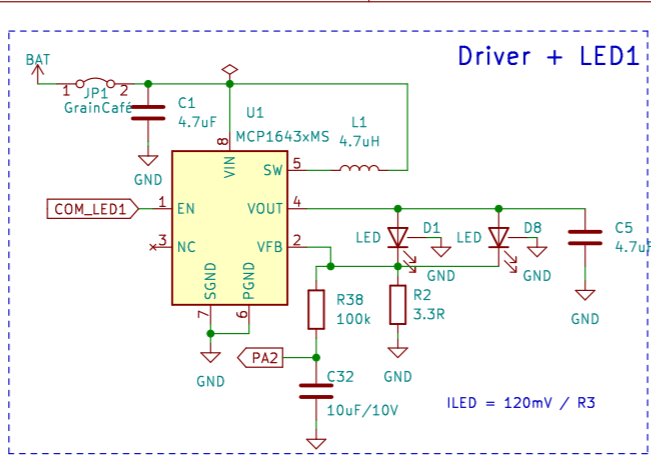 Driver + LED1
BAT
1 2
JP1
GrainCafé
C1
4.7uF
GND
U1
MCP1643xMS
8
VIN
L1
4.7uH
SW 5
COM_LED1
1 EN
VOUT 4
3 NC
VFB 2
SGND
PGND
7 6
GND
LED D1
GND
LED D8
GND
C5
4.7uF
GND
R38
100k
R2
3.3R
GND
PA2
C32
10uF/10V
ILED = 120mV / R3